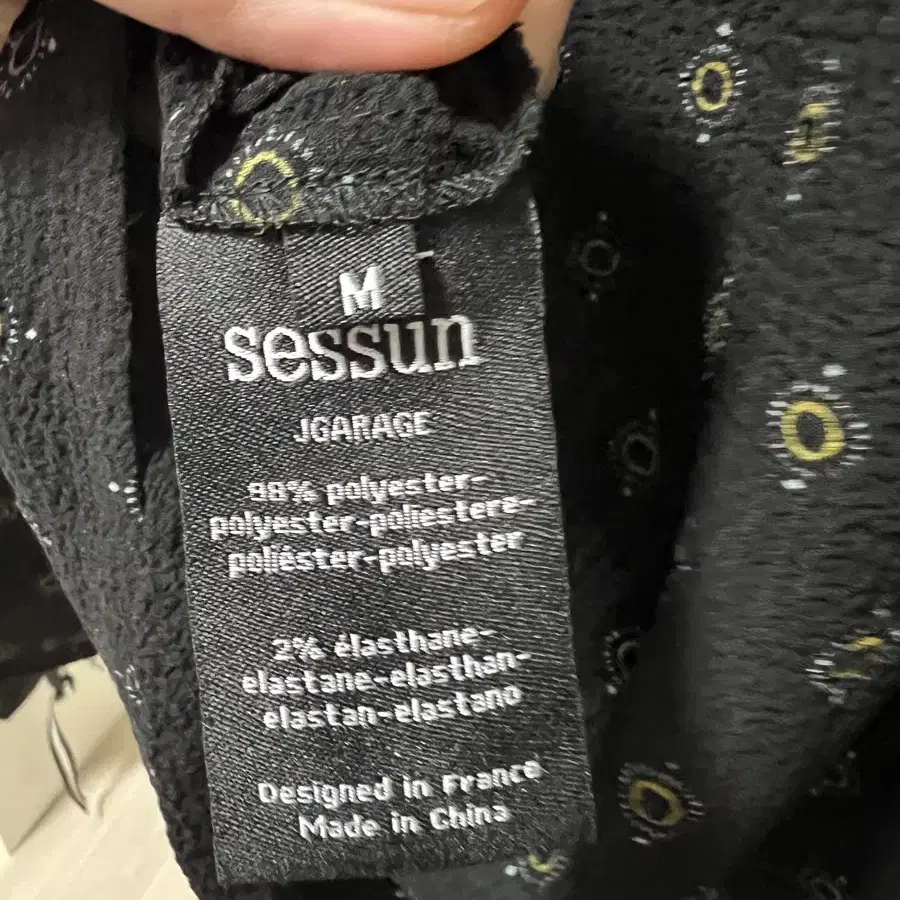 M
sessun
JGARAGE
98% polyester-
polyester-poliestere-
poliéster-polyester
2% élasthane-
elastane-elasthan-
elastan-elastano
Designed in France
Made in China